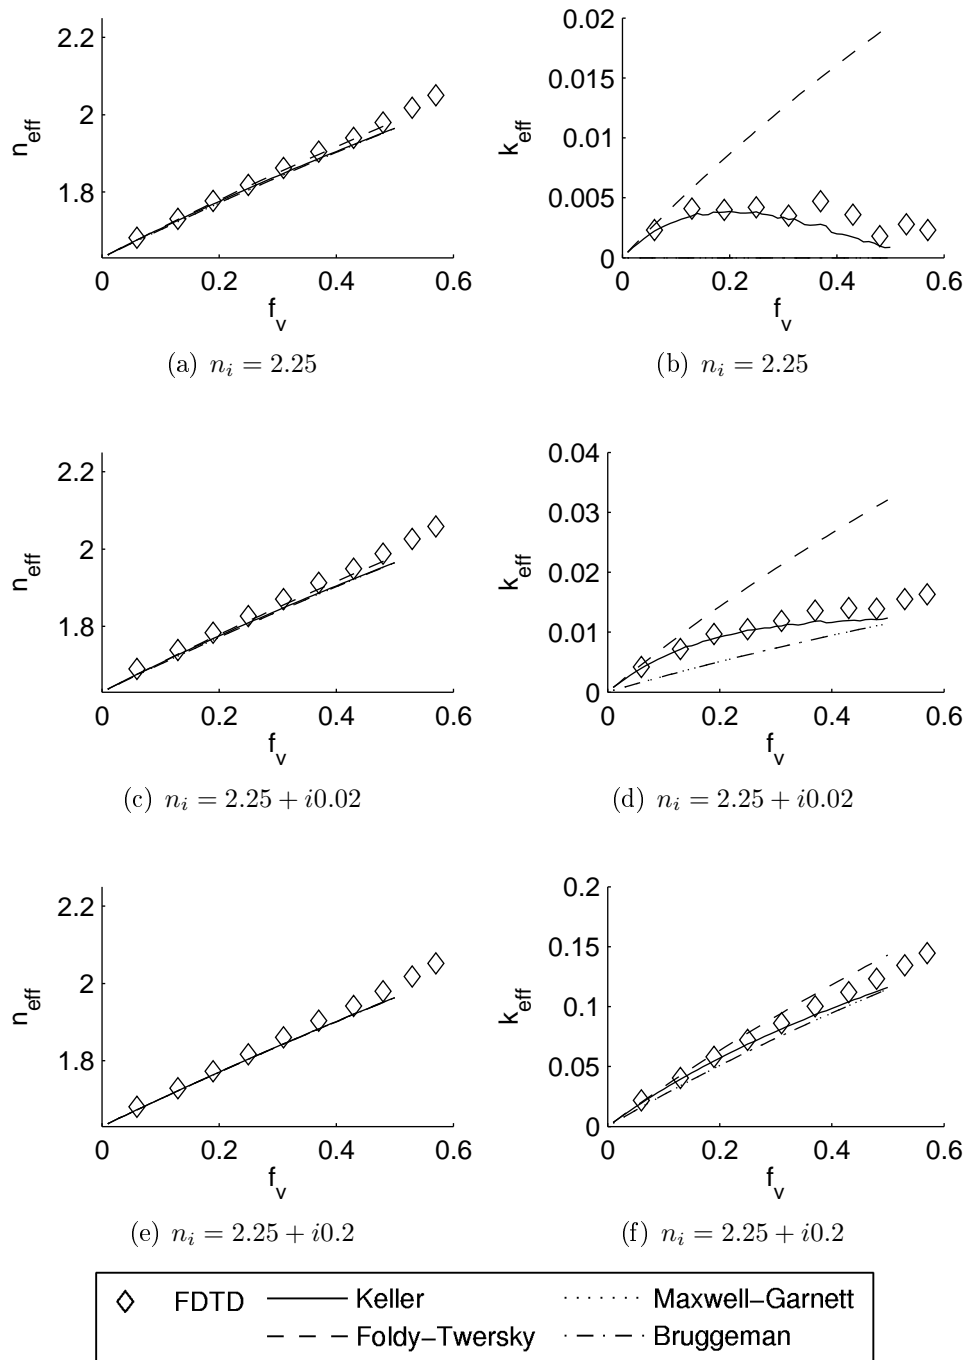 2.2
2
1.8
n_eff
0 0.2 0.4 0.6
f_v
(a) n_i = 2.25
0.02
0.015
0.01
0.005
0
k_eff
0 0.2 0.4 0.6
f_v
(b) n_i = 2.25
2.2
2
1.8
n_eff
0 0.2 0.4 0.6
f_v
(c) n_i = 2.25 + i0.02
0.04
0.03
0.02
0.01
0
k_eff
0 0.2 0.4 0.6
f_v
(d) n_i = 2.25 + i0.02
2.2
2
1.8
n_eff
0 0.2 0.4 0.6
f_v
(e) n_i = 2.25 + i0.2
0.2
0.15
0.1
0.05
0
k_eff
0 0.2 0.4 0.6
f_v
(f) n_i = 2.25 + i0.2
FDTD Keller Maxwell−Garnett
Foldy−Twersky Bruggeman